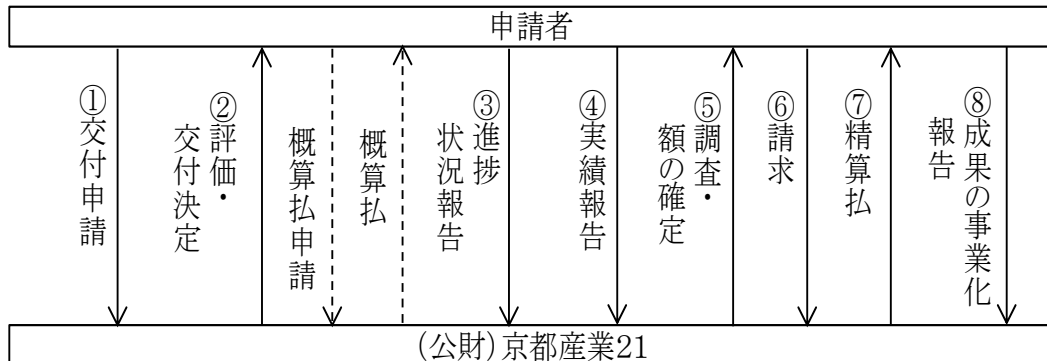 申請者
①交付申請
②評価・
交付決定
概算払申請
概算払
③進捗
状況報告
④実績報告
⑤調査・
額の確定
⑥請求
⑦精算払
⑧成果の事業化
報告
(公財)京都産業21